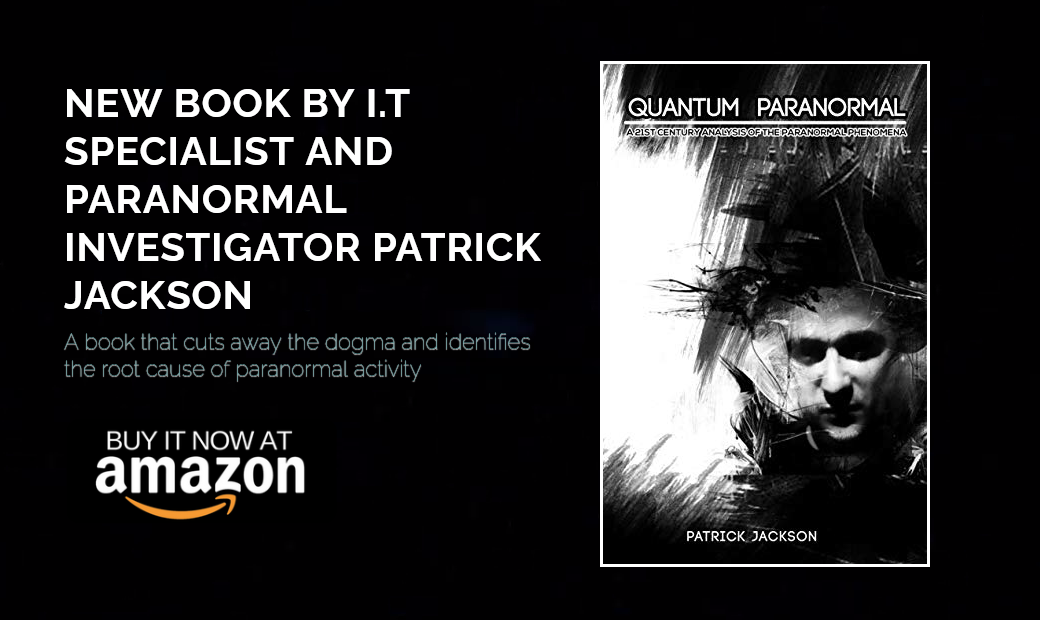 NEW BOOK BY I.T
SPECIALIST AND
PARANORMAL
INVESTIGATOR PATRICK
JACKSON
A book that cuts away the dogma and identifies
the root cause of paranormal activity
BUY IT NOW AT
amazon
QUANTUM PARANORMAL
A 21ST CENTURY ANALYSIS OF THE PARANORMAL PHENOMENA
PATRICK JACKSON